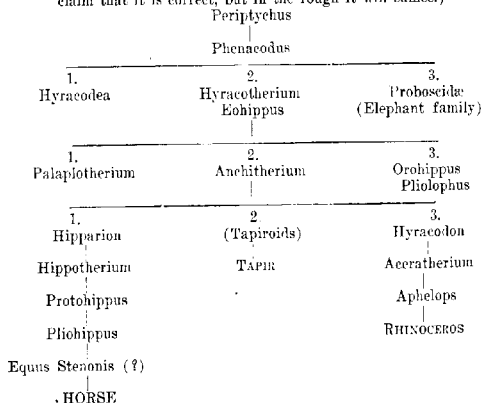 claim that it is correct, but in the rough it will suffice.)
Periptychus
Phenacodus
1. 2. 3.
Hyracodea Hyracotherium Proboscidæ
Eohippus (Elephant family)
1. 2. 3.
Palaplotherium Anchitherium Orohippus
Pliolophus
1. 2 3.
Hipparion (Tapiroids) Hyracodon
Hippotherium TAPIR Aceratherium
Protohippus Aphelops
Pliohippus RHINOCEROS
Equus Stenonis (?)
HORSE